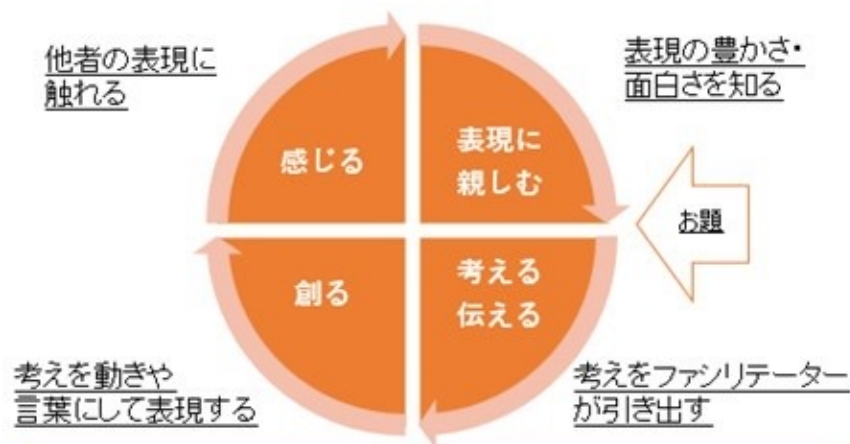 他者の表現に
触れる
表現の豊かさ・
面白さを知る
感じる
表現に
親しむ
お題
創る
考える
伝える
考えを動きや
言葉にして表現する
考えをファシリテーター
が引き出す